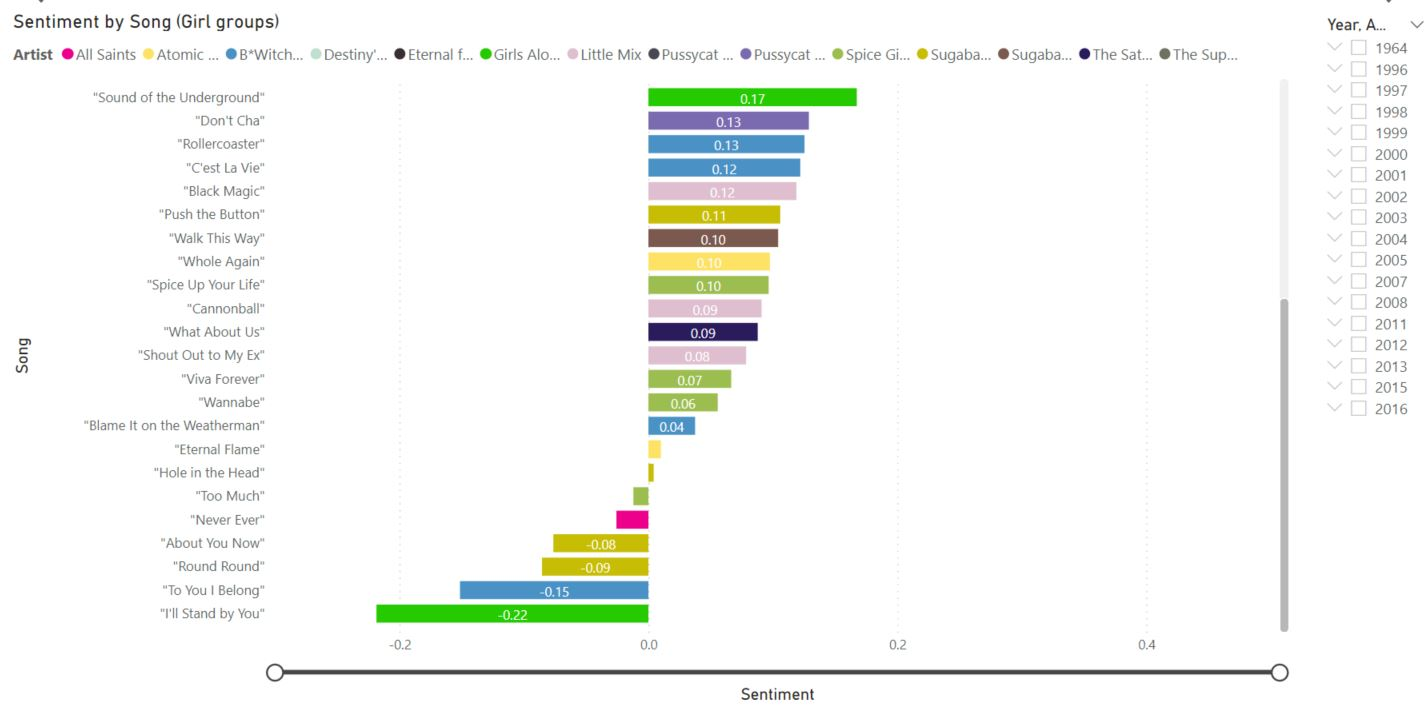 Sentiment by Song (Girl groups)
Artist All Saints Atomic ... B*Witch... Destiny'... Eternal f... Girls Alo... Little Mix Pussycat ... Pussycat ... Spice Gi... Sugaba... Sugaba... The Sat... The Sup...
"Sound of the Underground" 0.17
"Don't Cha" 0.13
"Rollercoaster" 0.13
"C'est La Vie" 0.12
"Black Magic" 0.12
"Push the Button" 0.11
"Walk This Way" 0.10
"Whole Again" 0.10
"Spice Up Your Life" 0.10
"Cannonball" 0.09
"What About Us" 0.09
"Shout Out to My Ex" 0.08
"Viva Forever" 0.07
"Wannabe" 0.06
"Blame It on the Weatherman" 0.04
"Eternal Flame"
"Hole in the Head"
"Too Much"
"Never Ever"
"About You Now" -0.08
"Round Round" -0.09
"To You I Belong" -0.15
"I'll Stand by You" -0.22
Song
-0.2 0.0 0.2 0.4
Sentiment
Year, A...
1964
1996
1997
1998
1999
2000
2001
2002
2003
2004
2005
2007
2008
2011
2012
2013
2015
2016